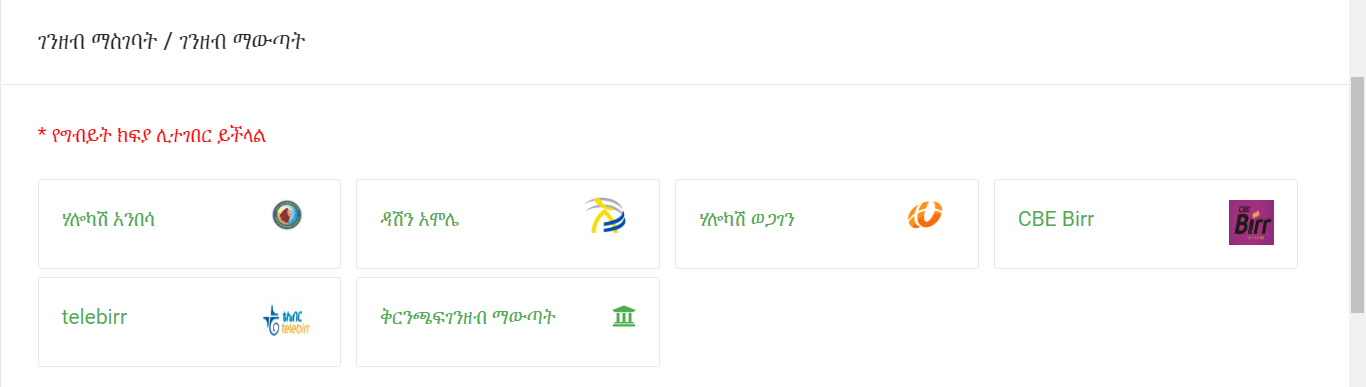 ገንዘብ ማስገባት / ገንዘብ ማውጣት
* የግብይት ክፍያ ሊተገበር ይችላል
ሃሎካሽ አንበሳ
ዳሽን አሞሌ
ሃሎካሽ ወጋገን
CBE Birr
CBE
Birr
telebirr
ቴሌብር
telebirr
ቅርንጫፍገንዘብ ማውጣት